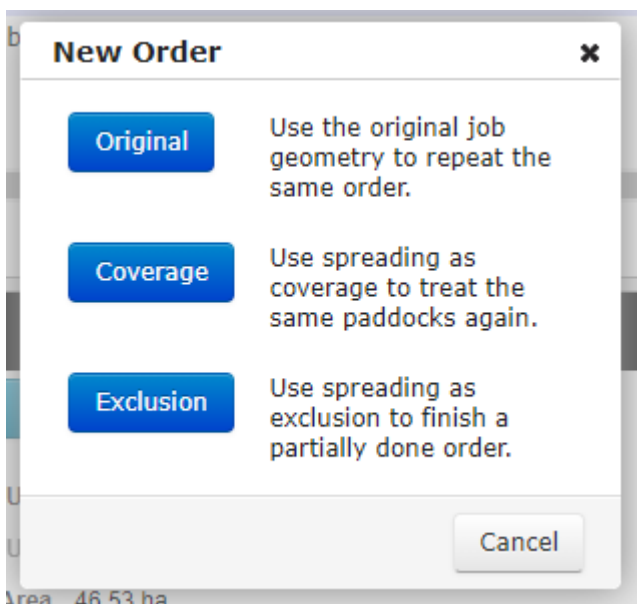 b
New Order
×
Original
Use the original job
geometry to repeat the
same order.
Coverage
Use spreading as
coverage to treat the
same paddocks again.
Exclusion
Use spreading as
exclusion to finish a
partially done order.
U
U
Cancel
Area 46.53 ha